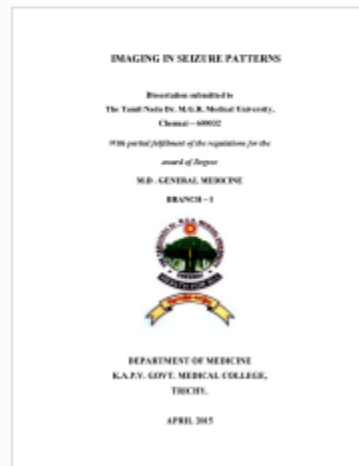 IMAGING IN SEIZURE PATTERNS
Dissertation submitted to
The Tamil Nadu Dr. M.G.R. Medical University,
Chennai – 600032
With partial fulfilment of the regulations for the
award of Degree
M.D. GENERAL MEDICINE
BRANCH – I
DEPARTMENT OF MEDICINE
K.A.P.V. GOVT. MEDICAL COLLEGE,
TRICHY.
APRIL 2015